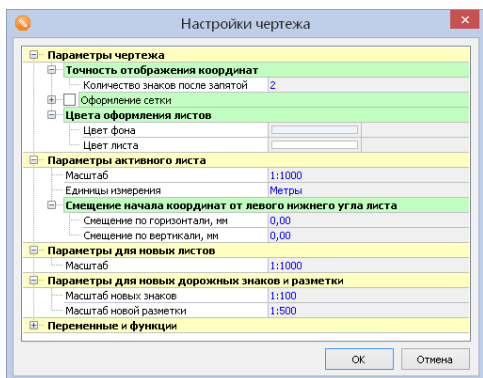 Настройки чертежа
Параметры чертежа
Точность отображения координат
Количество знаков после запятой 2
Оформление сетки
Цвета оформления листов
Цвет фона
Цвет листа
Параметры активного листа
Масштаб 1:1000
Единицы измерения Метры
Смещение начала координат от левого нижнего угла листа
Смещение по горизонтали, мм 0,00
Смещение по вертикали, мм 0,00
Параметры для новых листов
Масштаб 1:1000
Параметры для новых дорожных знаков и разметки
Масштаб новых знаков 1:100
Масштаб новой разметки 1:500
Переменные и функции
OK Отмена